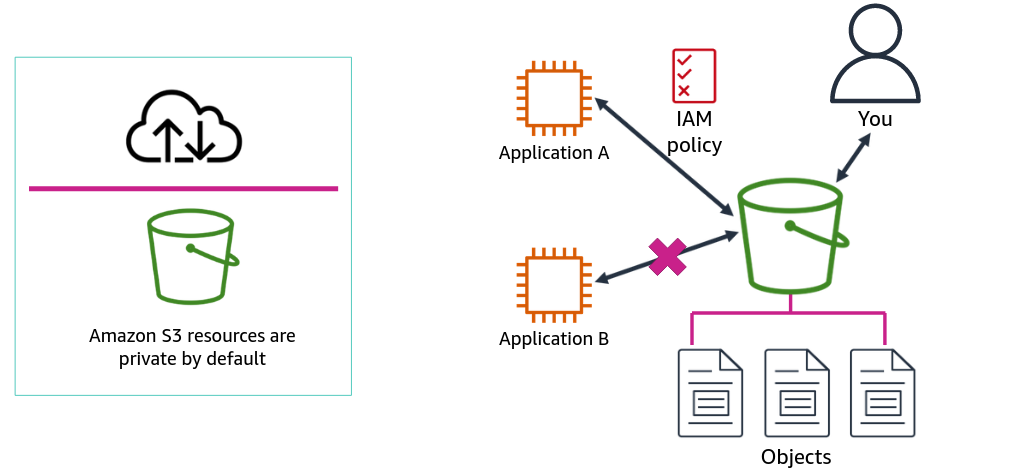 Amazon S3 resources are
private by default
Application A
IAM
policy
You
Application B
Objects